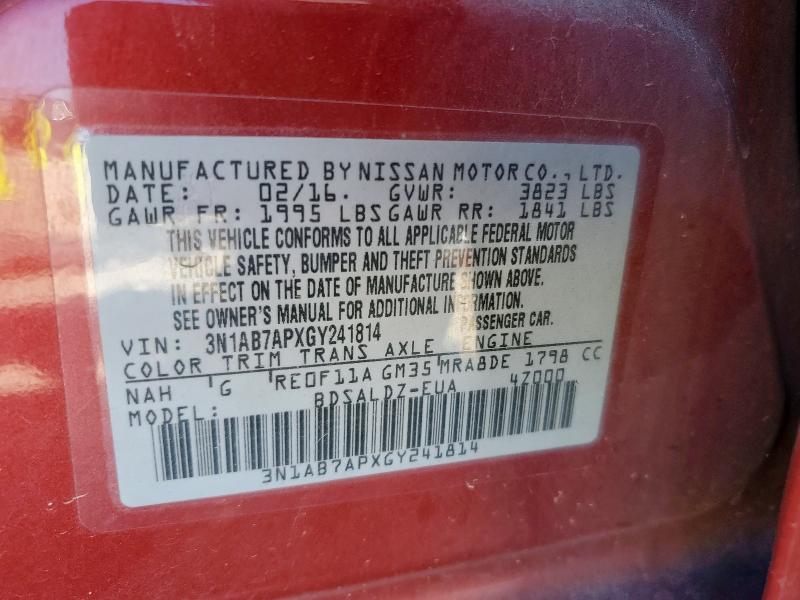 MANUFACTURED BY NISSAN MOTOR CO., LTD.
DATE: 02/16. GVWR: 3823 LBS
GAWR FR: 1995 LBS GAWR RR: 1841 LBS
THIS VEHICLE CONFORMS TO ALL APPLICABLE FEDERAL MOTOR
VEHICLE SAFETY, BUMPER AND THEFT PREVENTION STANDARDS
IN EFFECT ON THE DATE OF MANUFACTURE SHOWN ABOVE.
SEE OWNER'S MANUAL FOR ADDITIONAL INFORMATION.
VIN: 3N1AB7APXGY241814 PASSENGER CAR.
COLOR TRIM TRANS AXLE ENGINE
NAH G RE0F11A GM35 MRA8DE 1798 CC
MODEL: BDSALDZ-EUA 4Z000
3N1AB7APXGY241814